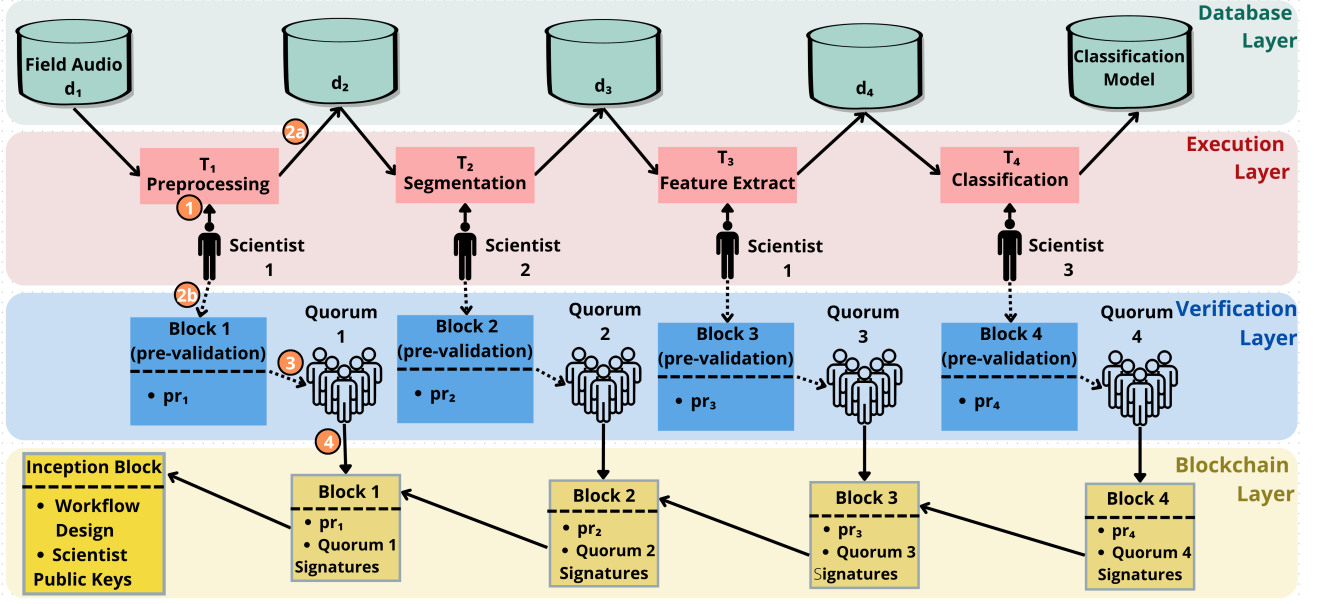 Database
Layer
Field Audio
d₁
d₂
d₃
d₄
Classification
Model
Execution
Layer
2a
T₁
Preprocessing
T₂
Segmentation
T₃
Feature Extract
T₄
Classification
1
Scientist
1
Scientist
2
Scientist
1
Scientist
3
Verification
Layer
2b
Block 1
(pre-validation)
• pr₁
3
Quorum
1
Block 2
(pre-validation)
• pr₂
Quorum
2
Block 3
(pre-validation)
• pr₃
Quorum
3
Block 4
(pre-validation)
• pr₄
Quorum
4
4
Blockchain
Layer
Inception Block
• Workflow
Design
• Scientist
Public Keys
Block 1
• pr₁
• Quorum 1
Signatures
Block 2
• pr₂
• Quorum 2
Signatures
Block 3
• pr₃
• Quorum 3
Signatures
Block 4
• pr₄
• Quorum 4
Signatures